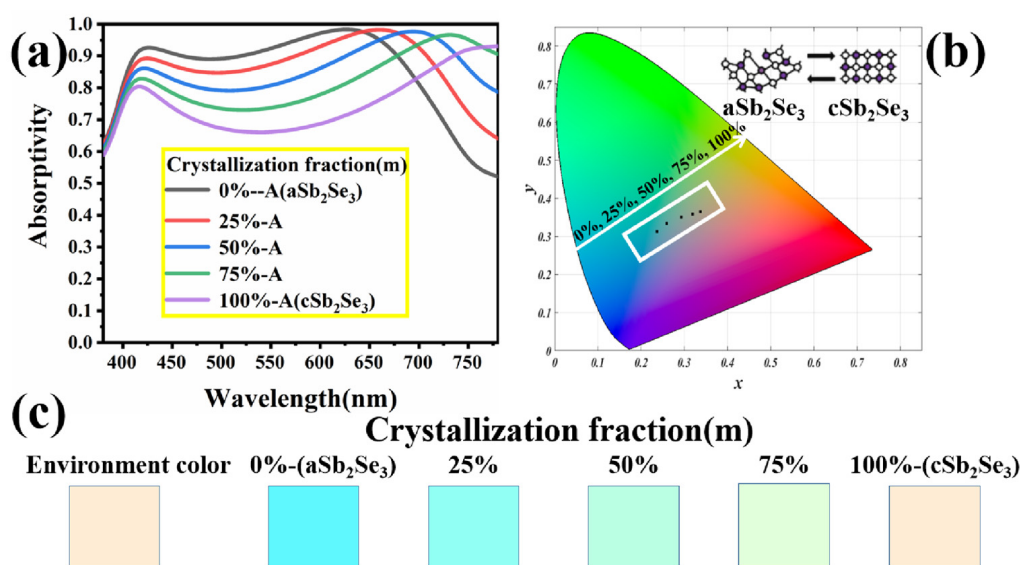 (a)
Absorptivity
1.0
0.9
0.8
0.7
0.6
0.5
0.4
0.3
0.2
0.1
0.0
Crystallization fraction(m)
0%--A(aSb₂Se₃)
25%-A
50%-A
75%-A
100%-A(cSb₂Se₃)
400 450 500 550 600 650 700 750
Wavelength(nm)
(b)
y
0.8
0.7
0.6
0.5
0.4
0.3
0.2
0.1
0
aSb₂Se₃ cSb₂Se₃
0%, 25%, 50%, 75%, 100%
0 0.1 0.2 0.3 0.4 0.5 0.6 0.7 0.8
x
(c)
Crystallization fraction(m)
Environment color 0%-(aSb₂Se₃) 25% 50% 75% 100%-(cSb₂Se₃)